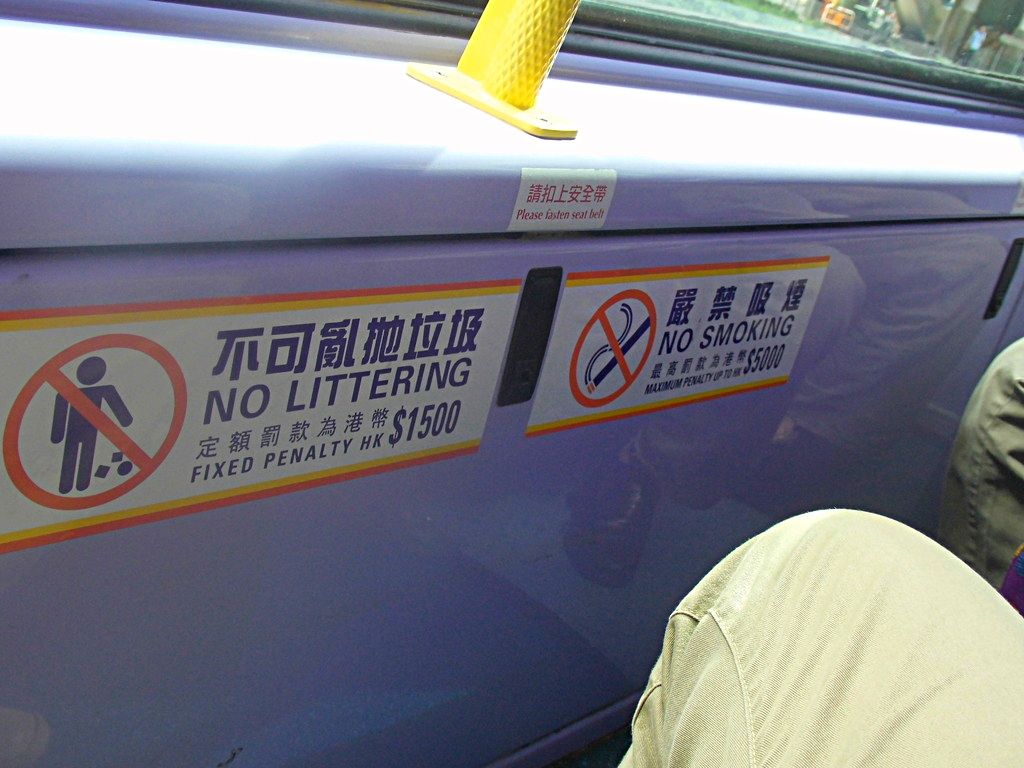 請扣上安全帶
Please fasten seat belt
不可亂拋垃圾
NO LITTERING
定額罰款為港幣 $1500
FIXED PENALTY HK
嚴禁吸煙
NO SMOKING
最高罰款為港幣 $5000
MAXIMUM PENALTY UP TO HK